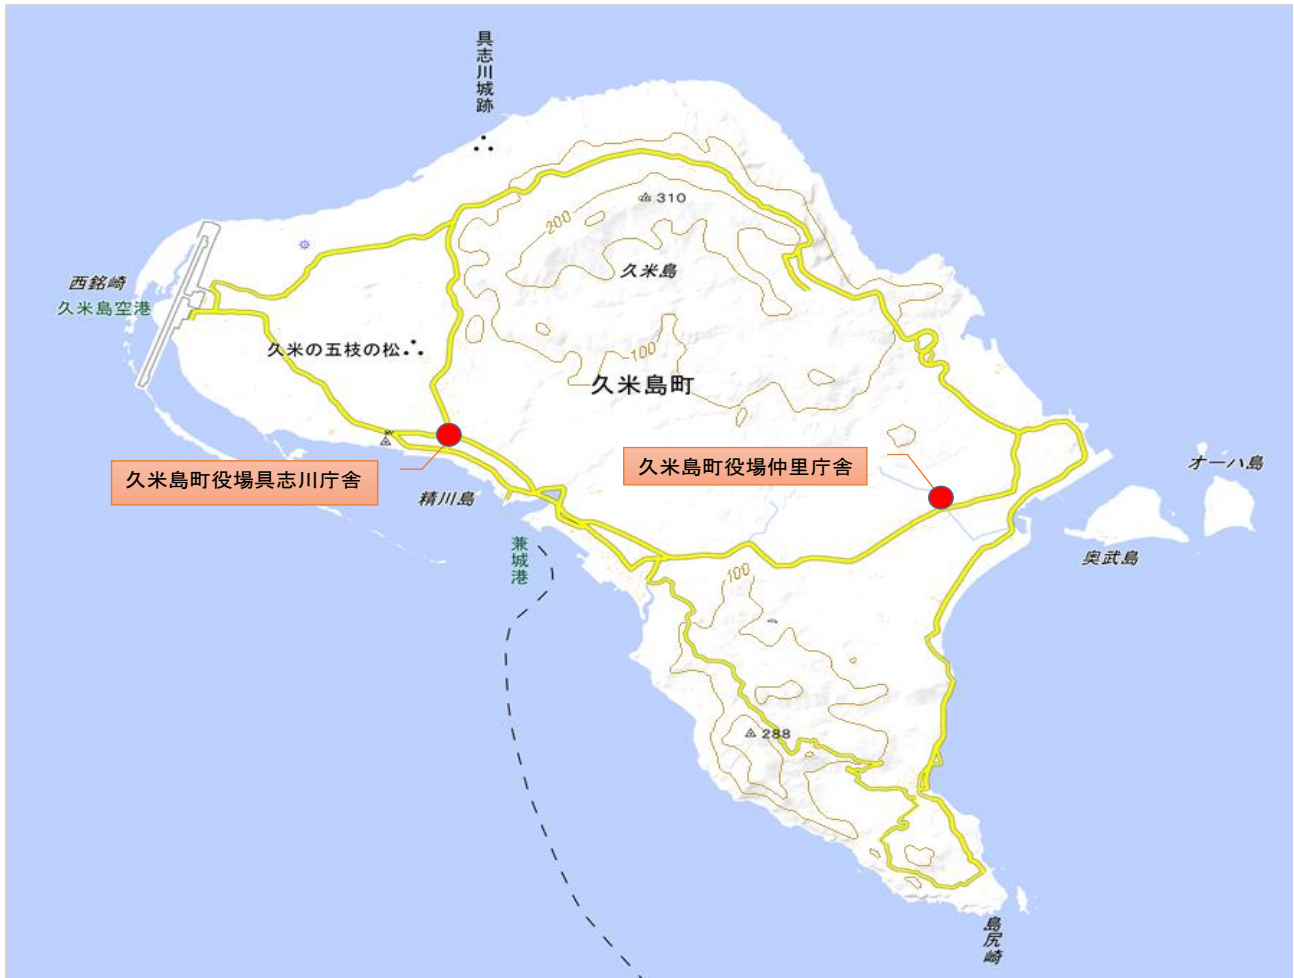 具志川城跡
310
200
久米島
西銘崎
久米島空港
久米の五枝の松
100
久米島町
久米島町役場具志川庁舎
久米島町役場仲里庁舎
オーハ島
精川島
兼城港
奥武島
100
288
島尻崎